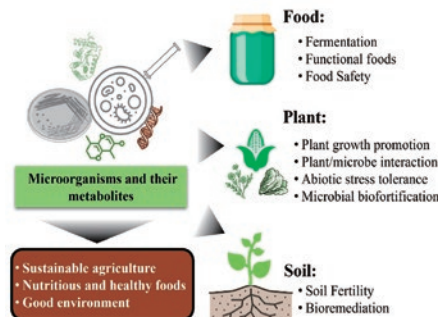 Food:
• Fermentation
• Functional foods
• Food Safety
Plant:
• Plant growth promotion
• Plant/microbe interaction
• Abiotic stress tolerance
• Microbial biofortification
Microorganisms and their
metabolites
• Sustainable agriculture
• Nutritious and healthy foods
• Good environment
Soil:
• Soil Fertility
• Bioremediation